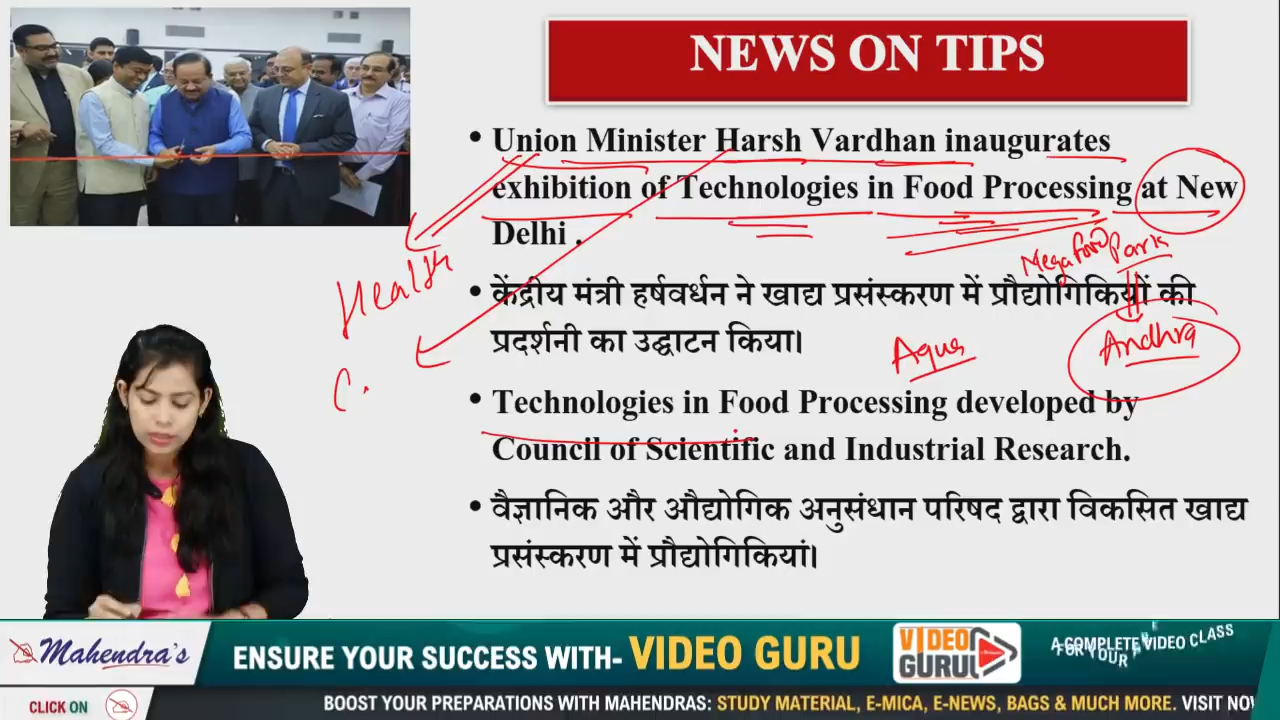 NEWS ON TIPS
• Union Minister Harsh Vardhan inaugurates
exhibition of Technologies in Food Processing at New
Delhi .
Mega Food Park
Health
• केंद्रीय मंत्री हर्षवर्धन ने खाद्य प्रसंस्करण में प्रौद्योगिकियों की
प्रदर्शनी का उद्घाटन किया।
Andhra
Aqua
C.
• Technologies in Food Processing developed by
Council of Scientific and Industrial Research.
• वैज्ञानिक और औद्योगिक अनुसंधान परिषद द्वारा विकसित खाद्य
प्रसंस्करण में प्रौद्योगिकियां।
Mahendra's
ENSURE YOUR SUCCESS WITH- VIDEO GURU
VIDEO
GURU
A COMPLETE VIDEO CLASS
FOR YOUR
CLICK ON
BOOST YOUR PREPARATIONS WITH MAHENDRAS: STUDY MATERIAL, E-MICA, E-NEWS, BAGS & MUCH MORE. VISIT NOW